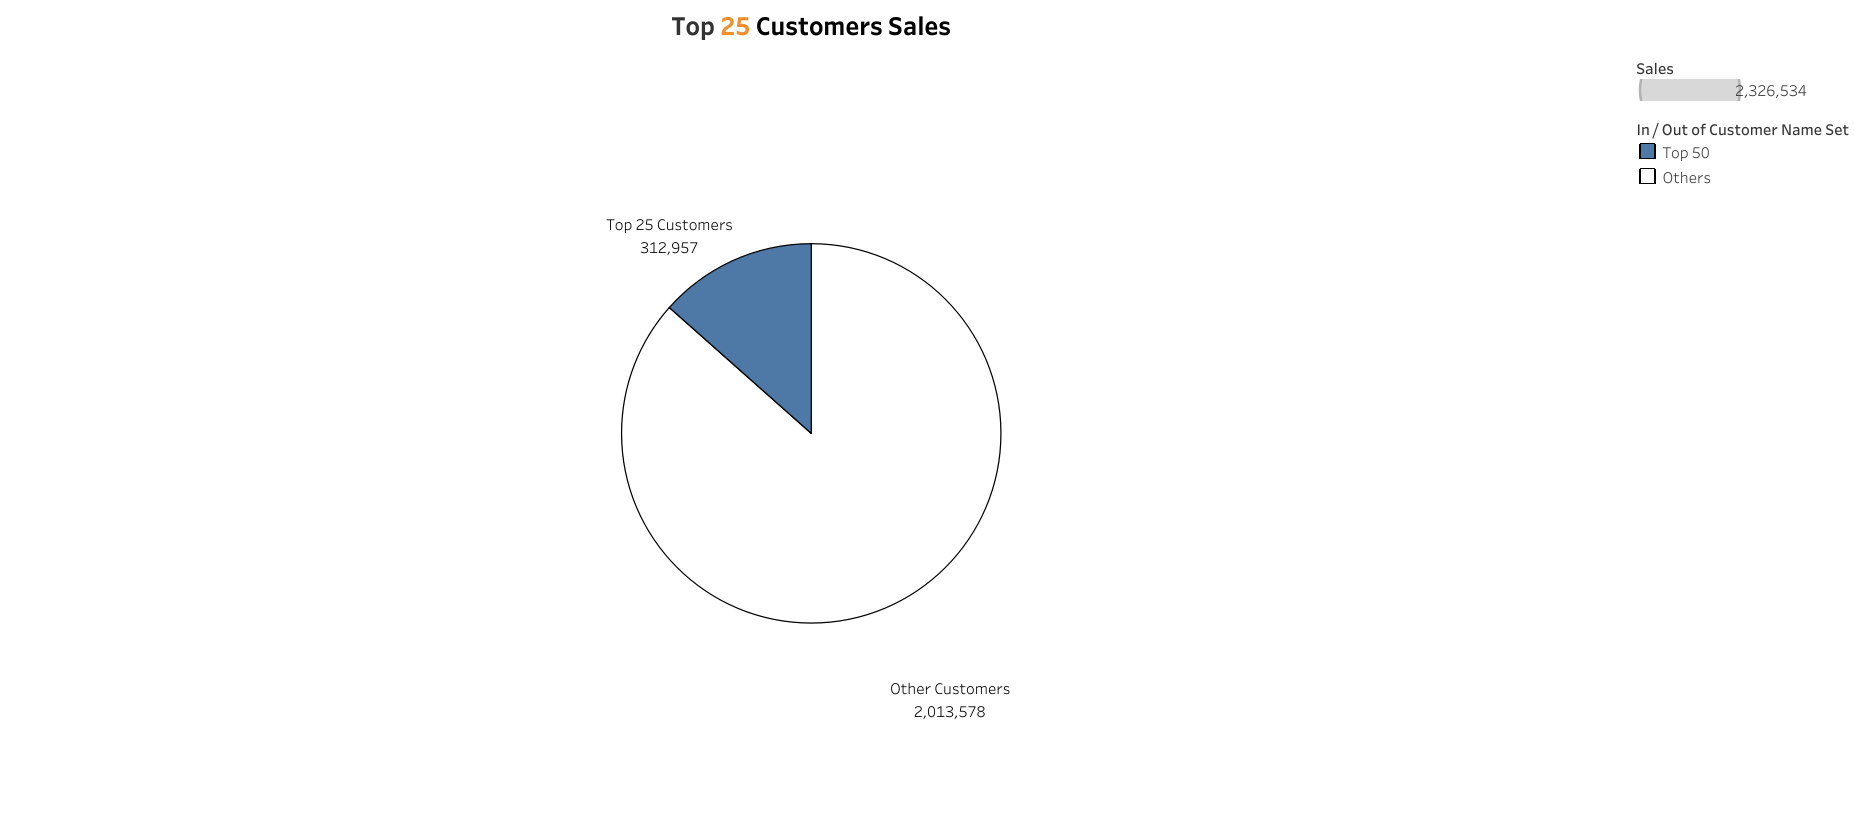 Top 25 Customers Sales
Sales
2,326,534
In / Out of Customer Name Set
Top 50
Others
Top 25 Customers
312,957
Other Customers
2,013,578